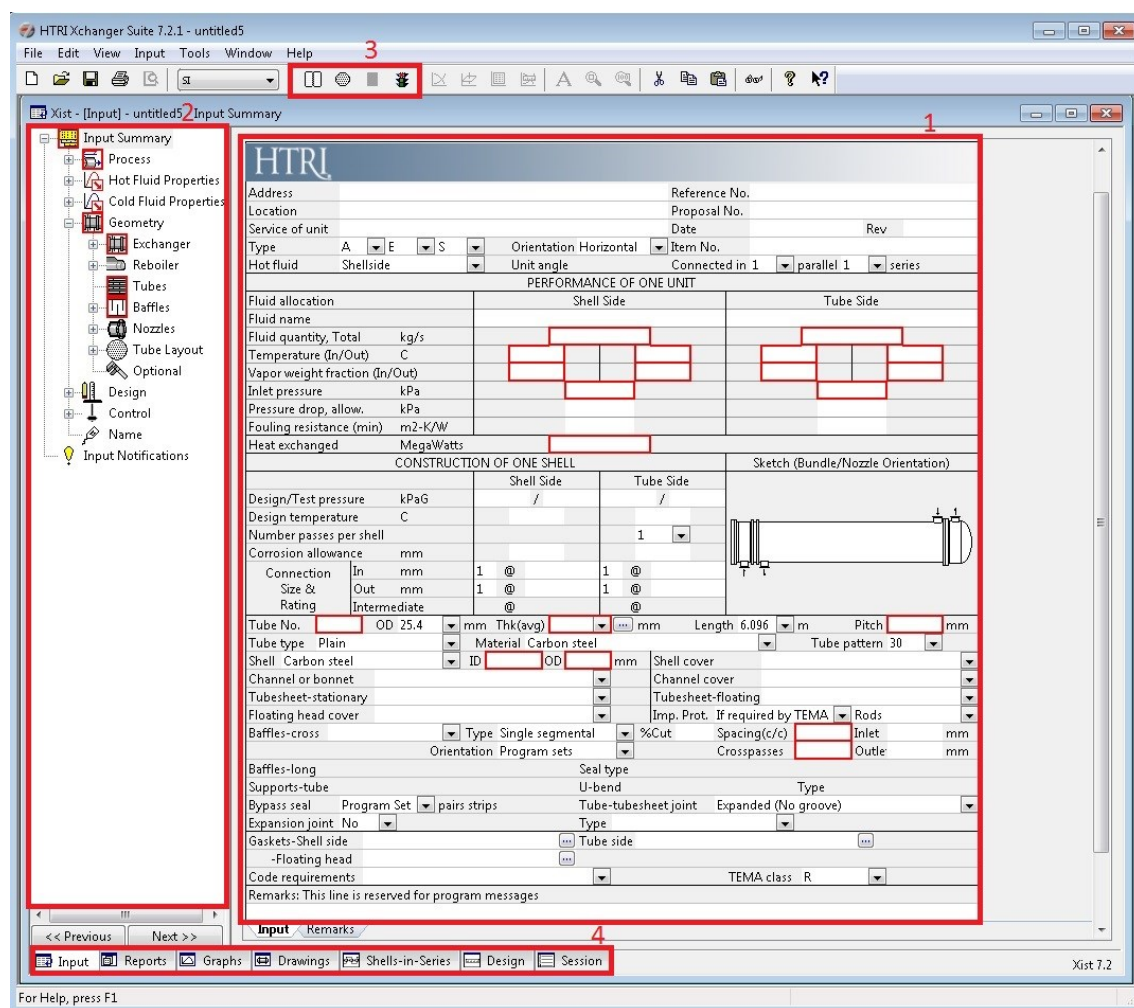 HTRI Xchanger Suite 7.2.1 - untitled5
File Edit View Input Tools Window Help
3
SI
Xist - [Input] - untitled5 Input Summary
2
1
Input Summary
Process
Hot Fluid Properties
Cold Fluid Properties
Geometry
Exchanger
Reboiler
Tubes
Baffles
Nozzles
Tube Layout
Optional
Design
Control
Name
Input Notifications
<< Previous Next >>
HTRI
Address Reference No.
Location Proposal No.
Service of unit Date Rev
Type A E S Orientation Horizontal Item No.
Hot fluid Shellside Unit angle Connected in 1 parallel 1 series
PERFORMANCE OF ONE UNIT
Fluid allocation Shell Side Tube Side
Fluid name
Fluid quantity, Total kg/s
Temperature (In/Out) C
Vapor weight fraction (In/Out)
Inlet pressure kPa
Pressure drop, allow. kPa
Fouling resistance (min) m2-K/W
Heat exchanged MegaWatts
CONSTRUCTION OF ONE SHELL Sketch (Bundle/Nozzle Orientation)
Shell Side Tube Side
Design/Test pressure kPaG / /
Design temperature C
Number passes per shell 1
Corrosion allowance mm
Connection In mm 1 @ 1 @
Size & Out mm 1 @ 1 @
Rating Intermediate @ @
Tube No. OD 25.4 mm Thk(avg) mm Length 6.096 m Pitch mm
Tube type Plain Material Carbon steel Tube pattern 30
Shell Carbon steel ID OD mm Shell cover
Channel or bonnet Channel cover
Tubesheet-stationary Tubesheet-floating
Floating head cover Imp. Prot. If required by TEMA Rods
Baffles-cross Type Single segmental %Cut Spacing(c/c) Inlet mm
Orientation Program sets Crosspasses Outle mm
Baffles-long Seal type
Supports-tube U-bend Type
Bypass seal Program Set pairs strips Tube-tubesheet joint Expanded (No groove)
Expansion joint No Type
Gaskets-Shell side Tube side
-Floating head
Code requirements TEMA class R
Remarks: This line is reserved for program messages
Input Remarks
4
Input Reports Graphs Drawings Shells-in-Series Design Session
Xist 7.2
For Help, press F1